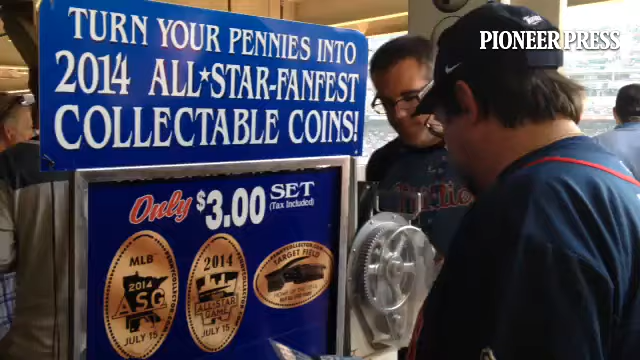 PIONEER PRESS
TURN YOUR PENNIES INTO
2014 ALL★STAR-FANFEST
COLLECTABLE COINS!
Only $3.00 SET
(Tax Included)
MLB
2014
ASG
JULY 15
2014
ALL-STAR
GAME
JULY 15
TARGET FIELD